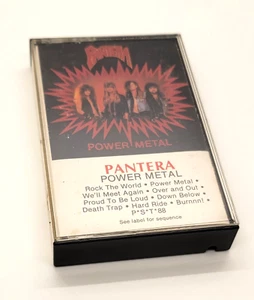 PANTERA
POWER METAL
PANTERA
POWER METAL
Rock The World • Power Metal •
We'll Meet Again • Over and Out •
Proud To Be Loud • Down Below •
Death Trap • Hard Ride • Burnnn! •
P*S*T*88
See label for sequence